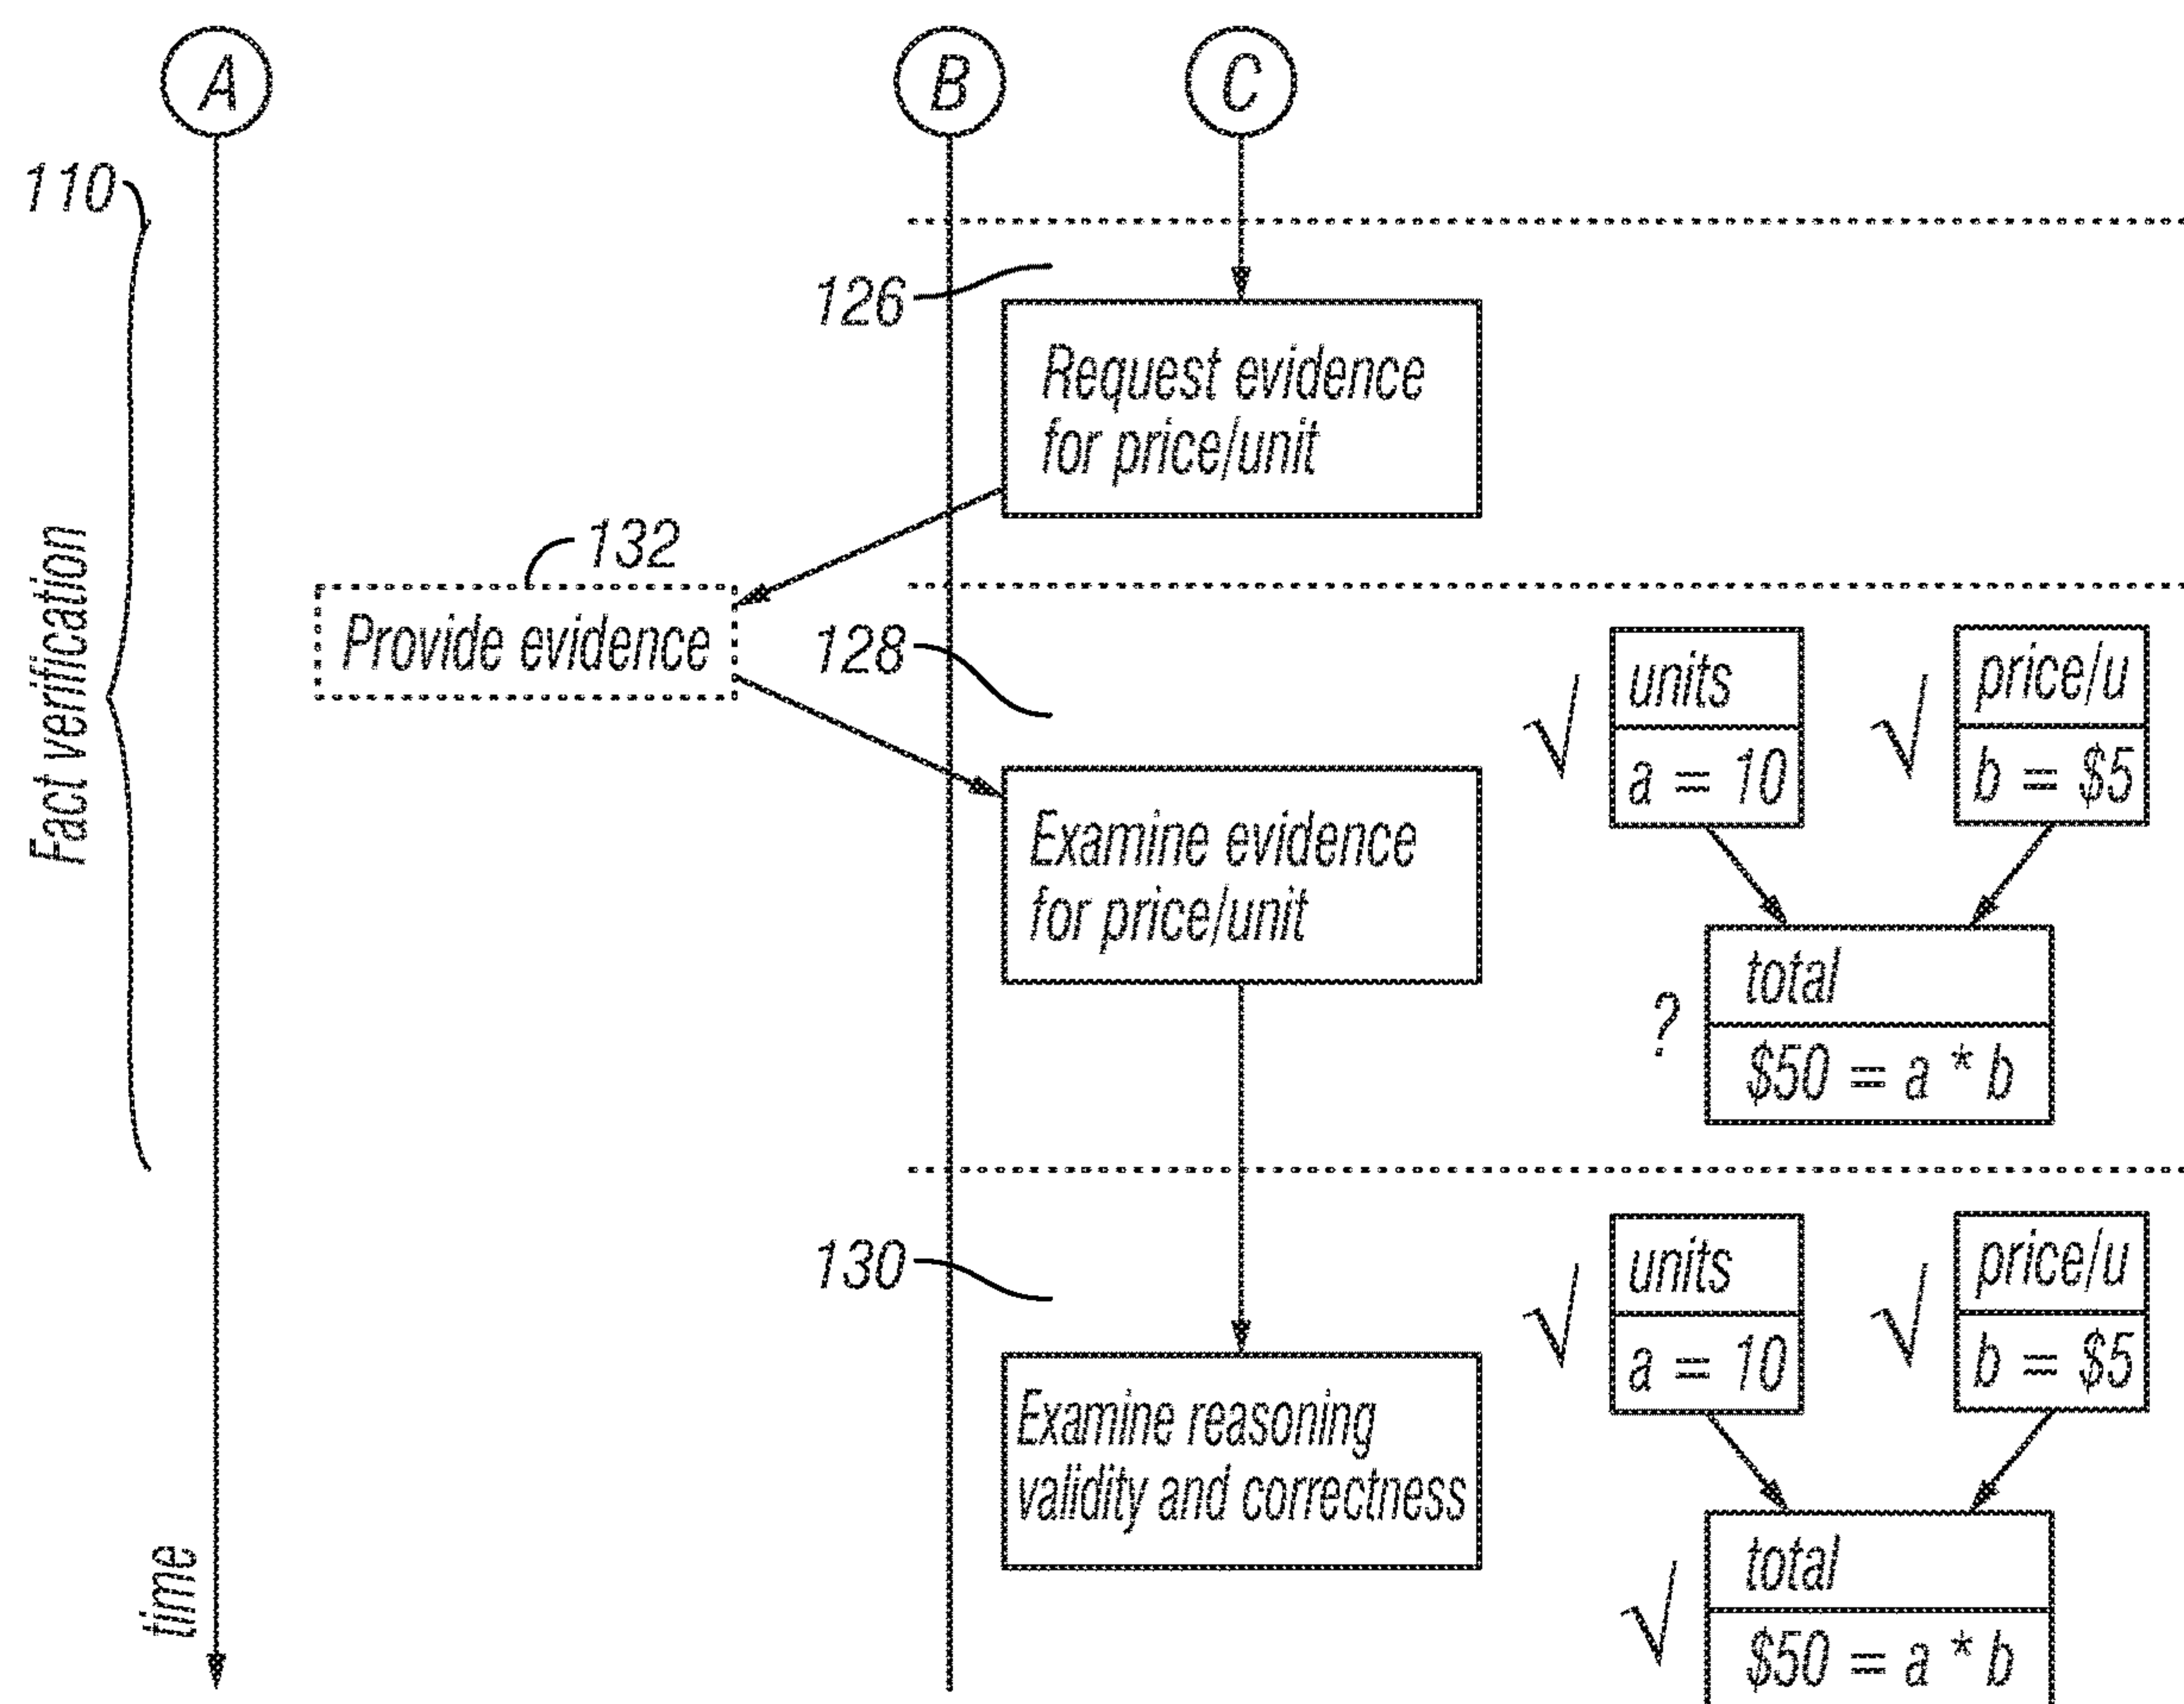 A
B
C
110
126
Request evidence
for price/unit
132
Provide evidence
Fact verification
128
√
units
a = 10
√
price/u
b = $5
Examine evidence
for price/unit
?
total
$50 = a * b
130
√
units
a = 10
√
price/u
b = $5
Examine reasoning
validity and correctness
time
√
total
$50 = a * b